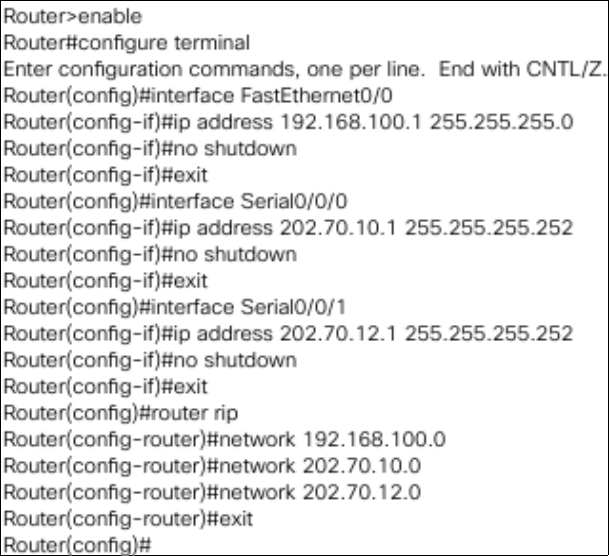 Router>enable
Router#configure terminal
Enter configuration commands, one per line.  End with CNTL/Z.
Router(config)#interface FastEthernet0/0
Router(config-if)#ip address 192.168.100.1 255.255.255.0
Router(config-if)#no shutdown
Router(config-if)#exit
Router(config)#interface Serial0/0/0
Router(config-if)#ip address 202.70.10.1 255.255.255.252
Router(config-if)#no shutdown
Router(config-if)#exit
Router(config)#interface Serial0/0/1
Router(config-if)#ip address 202.70.12.1 255.255.255.252
Router(config-if)#no shutdown
Router(config-if)#exit
Router(config)#router rip
Router(config-router)#network 192.168.100.0
Router(config-router)#network 202.70.10.0
Router(config-router)#network 202.70.12.0
Router(config-router)#exit
Router(config)#